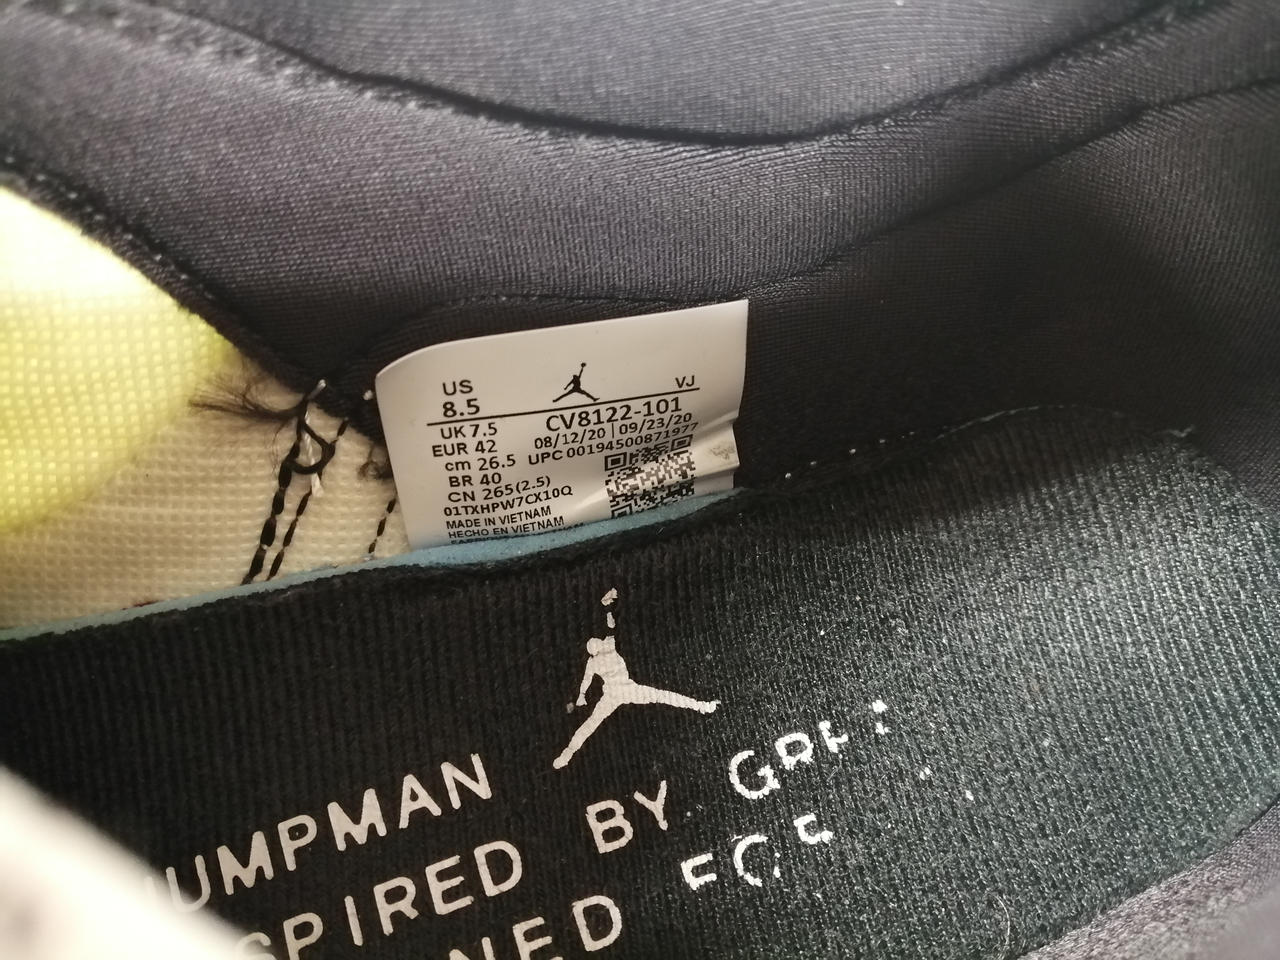 US
8.5
VJ
UK 7.5
CV8122-101
EUR 42
08/12/20 | 09/23/20
cm 26.5
UPC 00194500871977
BR 40
CN 265(2.5)
01TXHPW7CX10Q
MADE IN VIETNAM
HECHO EN VIETNAM
JUMPMAN
SPIRED BY
NED